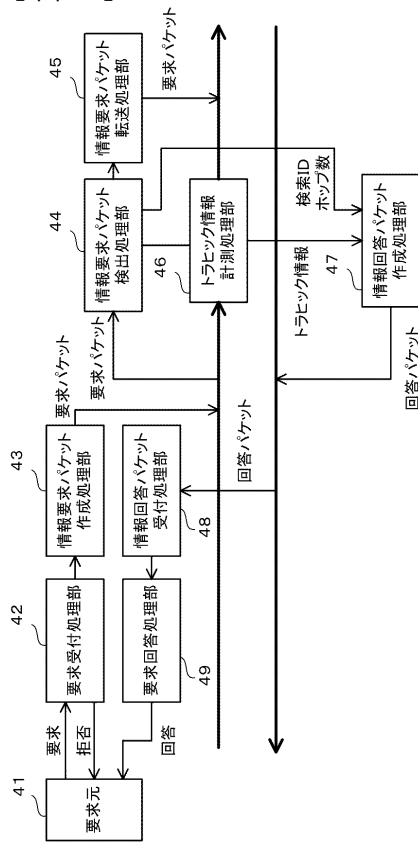 41
要求元
要求
拒否
回答
42
要求受付処理部
43
情報要求パケット
作成処理部
要求パケット
要求パケット
44
情報要求パケット
検出処理部
45
情報要求パケット
転送処理部
要求パケット
46
トラヒック情報
計測処理部
検索ID
ホップ数
トラヒック情報
47
情報回答パケット
作成処理部
回答パケット
回答パケット
48
情報回答パケット
受付処理部
49
要求回答処理部